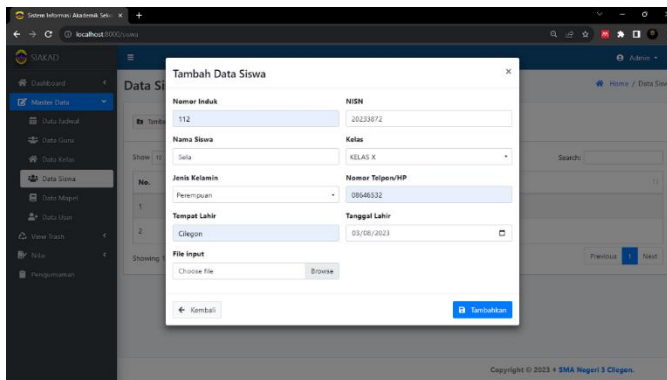 Sistem Informasi Akademik Seko
localhost:8000/siswa
SIAKAD
Admin
Dashboard
Master Data
Data Jadwal
Data Guru
Data Kelas
Data Siswa
Data Mapel
Data User
View Trash
Nilai
Pengumuman
Data Si
Home / Data Sisw
Tamba
Show 10
Search:
No.
1
2
Showing 1
Previous 1 Next
Tambah Data Siswa
Nomor Induk NISN
112 20233872
Nama Siswa Kelas
Sela KELAS X
Jenis Kelamin Nomor Telpon/HP
Perempuan 08646532
Tempat Lahir Tanggal Lahir
Cilegon 03/08/2023
File input
Choose file Browse
Kembali Tambahkan
Copyright © 2023 • SMA Negeri 3 Cilegon.